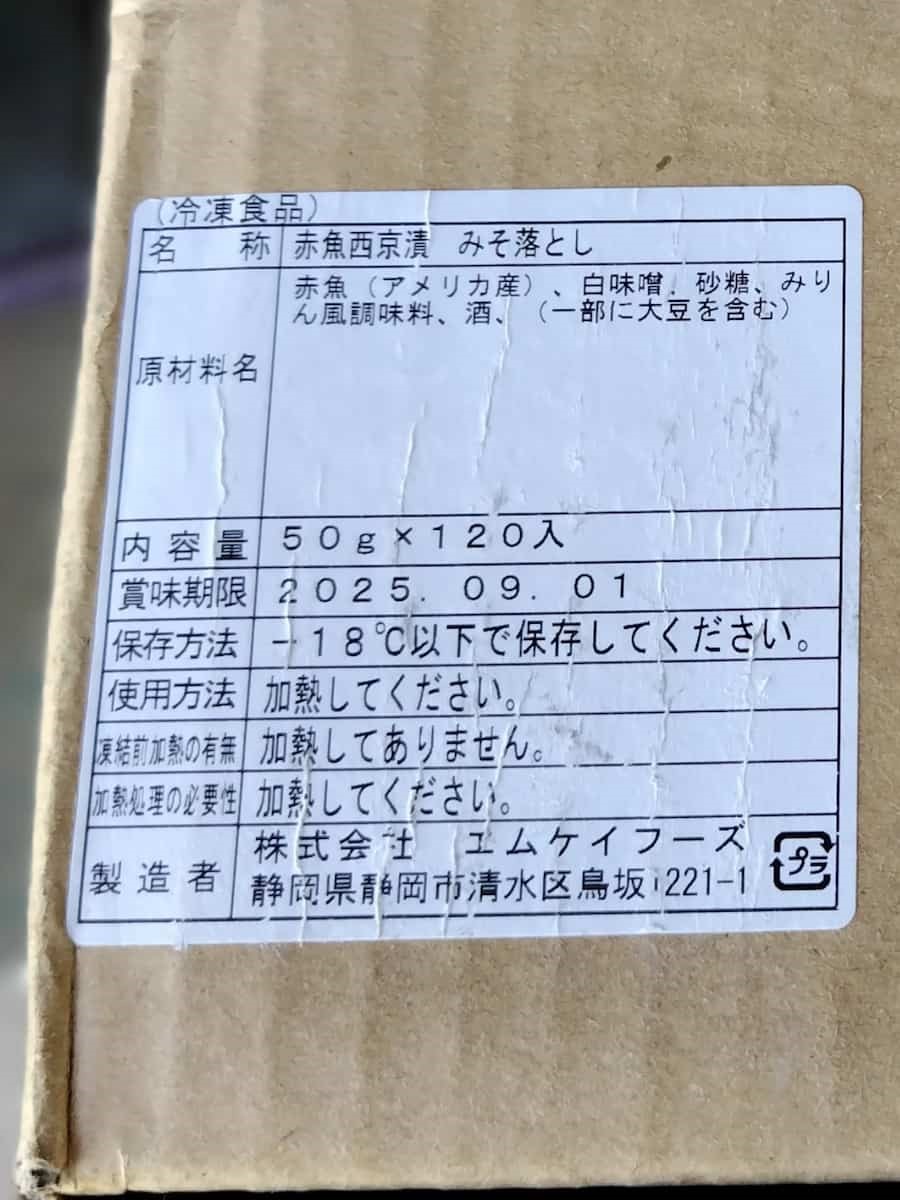 (冷凍食品)
名称 赤魚西京漬 みそ落とし
赤魚(アメリカ産)、白味噌、砂糖、みり
ん風調味料、酒、(一部に大豆を含む)
原材料名
内容量 50g×120入
賞味期限 2025. 09. 01
保存方法 -18℃以下で保存してください。
使用方法 加熱してください。
凍結前加熱の有無 加熱してありません。
加熱処理の必要性 加熱してください。
株式会社 エムケイフーズ
製造者
静岡県静岡市清水区鳥坂1221-1
プラ